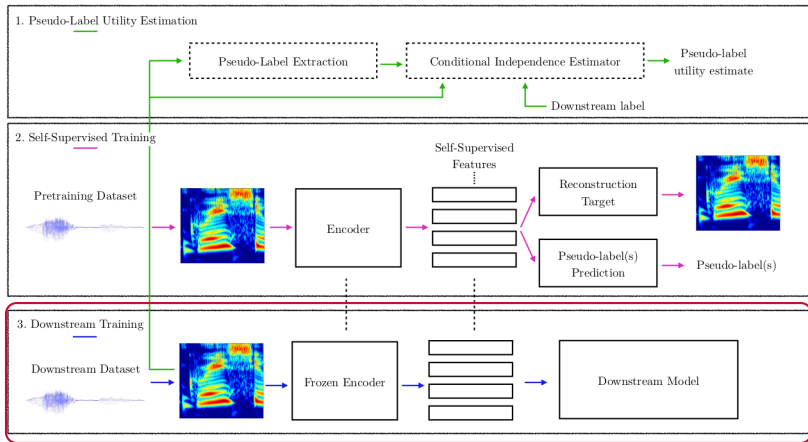 1. Pseudo-Label Utility Estimation
Pseudo-Label Extraction
Conditional Independence Estimator
Pseudo-label
utility estimate
Downstream label
2. Self-Supervised Training
Self-Supervised
Features
Pretraining Dataset
Encoder
Reconstruction
Target
Pseudo-label(s)
Prediction
Pseudo-label(s)
3. Downstream Training
Downstream Dataset
Frozen Encoder
Downstream Model